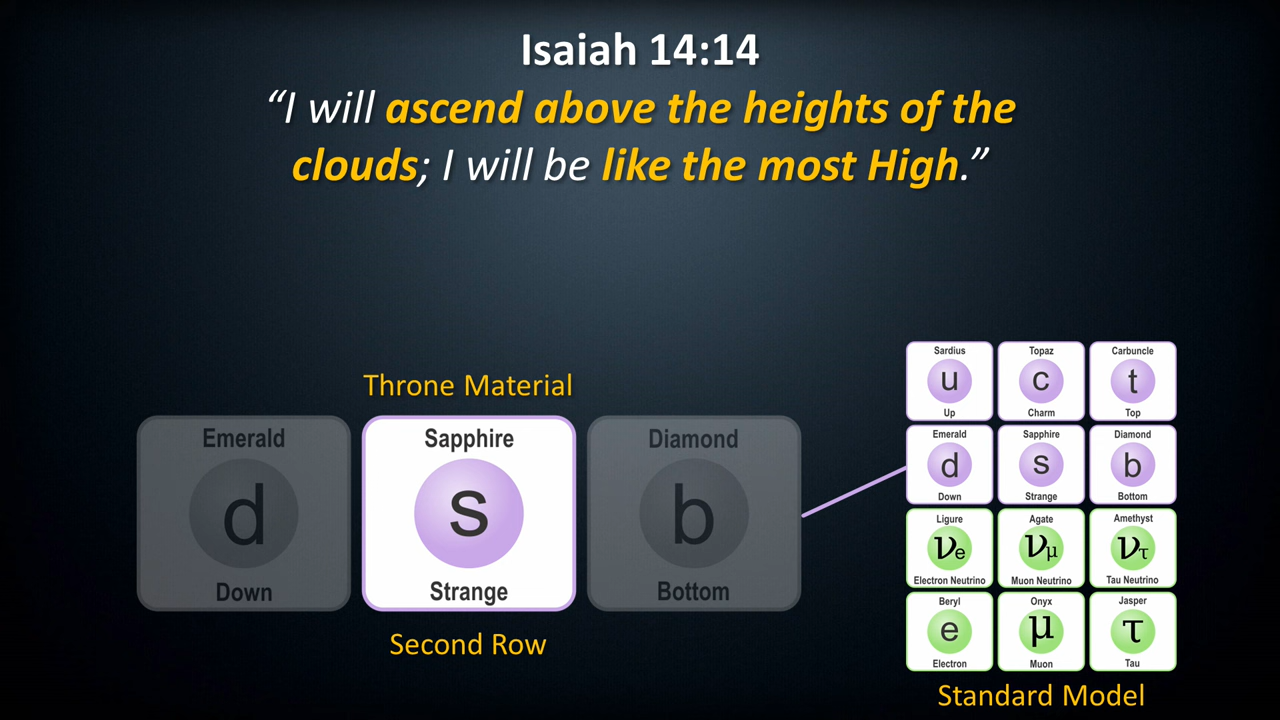 Isaiah 14:14
“I will ascend above the heights of the
clouds; I will be like the most High.”
Throne Material
Emerald
d
Down
Sapphire
s
Strange
Diamond
b
Bottom
Second Row
Sardius
u
Up
Topaz
c
Charm
Carbuncle
t
Top
Emerald
d
Down
Sapphire
s
Strange
Diamond
b
Bottom
Ligure
νe
Electron Neutrino
Agate
νμ
Muon Neutrino
Amethyst
ντ
Tau Neutrino
Beryl
e
Electron
Onyx
μ
Muon
Jasper
τ
Tau
Standard Model